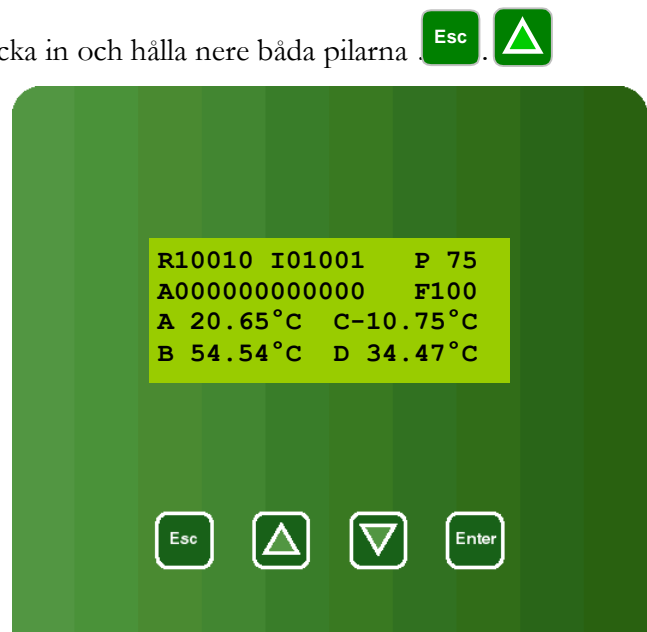 cka in och hålla nere båda pilarna . Esc .
R10010 I01001 P 75
A000000000000 F100
A 20.65°C C-10.75°C
B 54.54°C D 34.47°C
Esc Enter